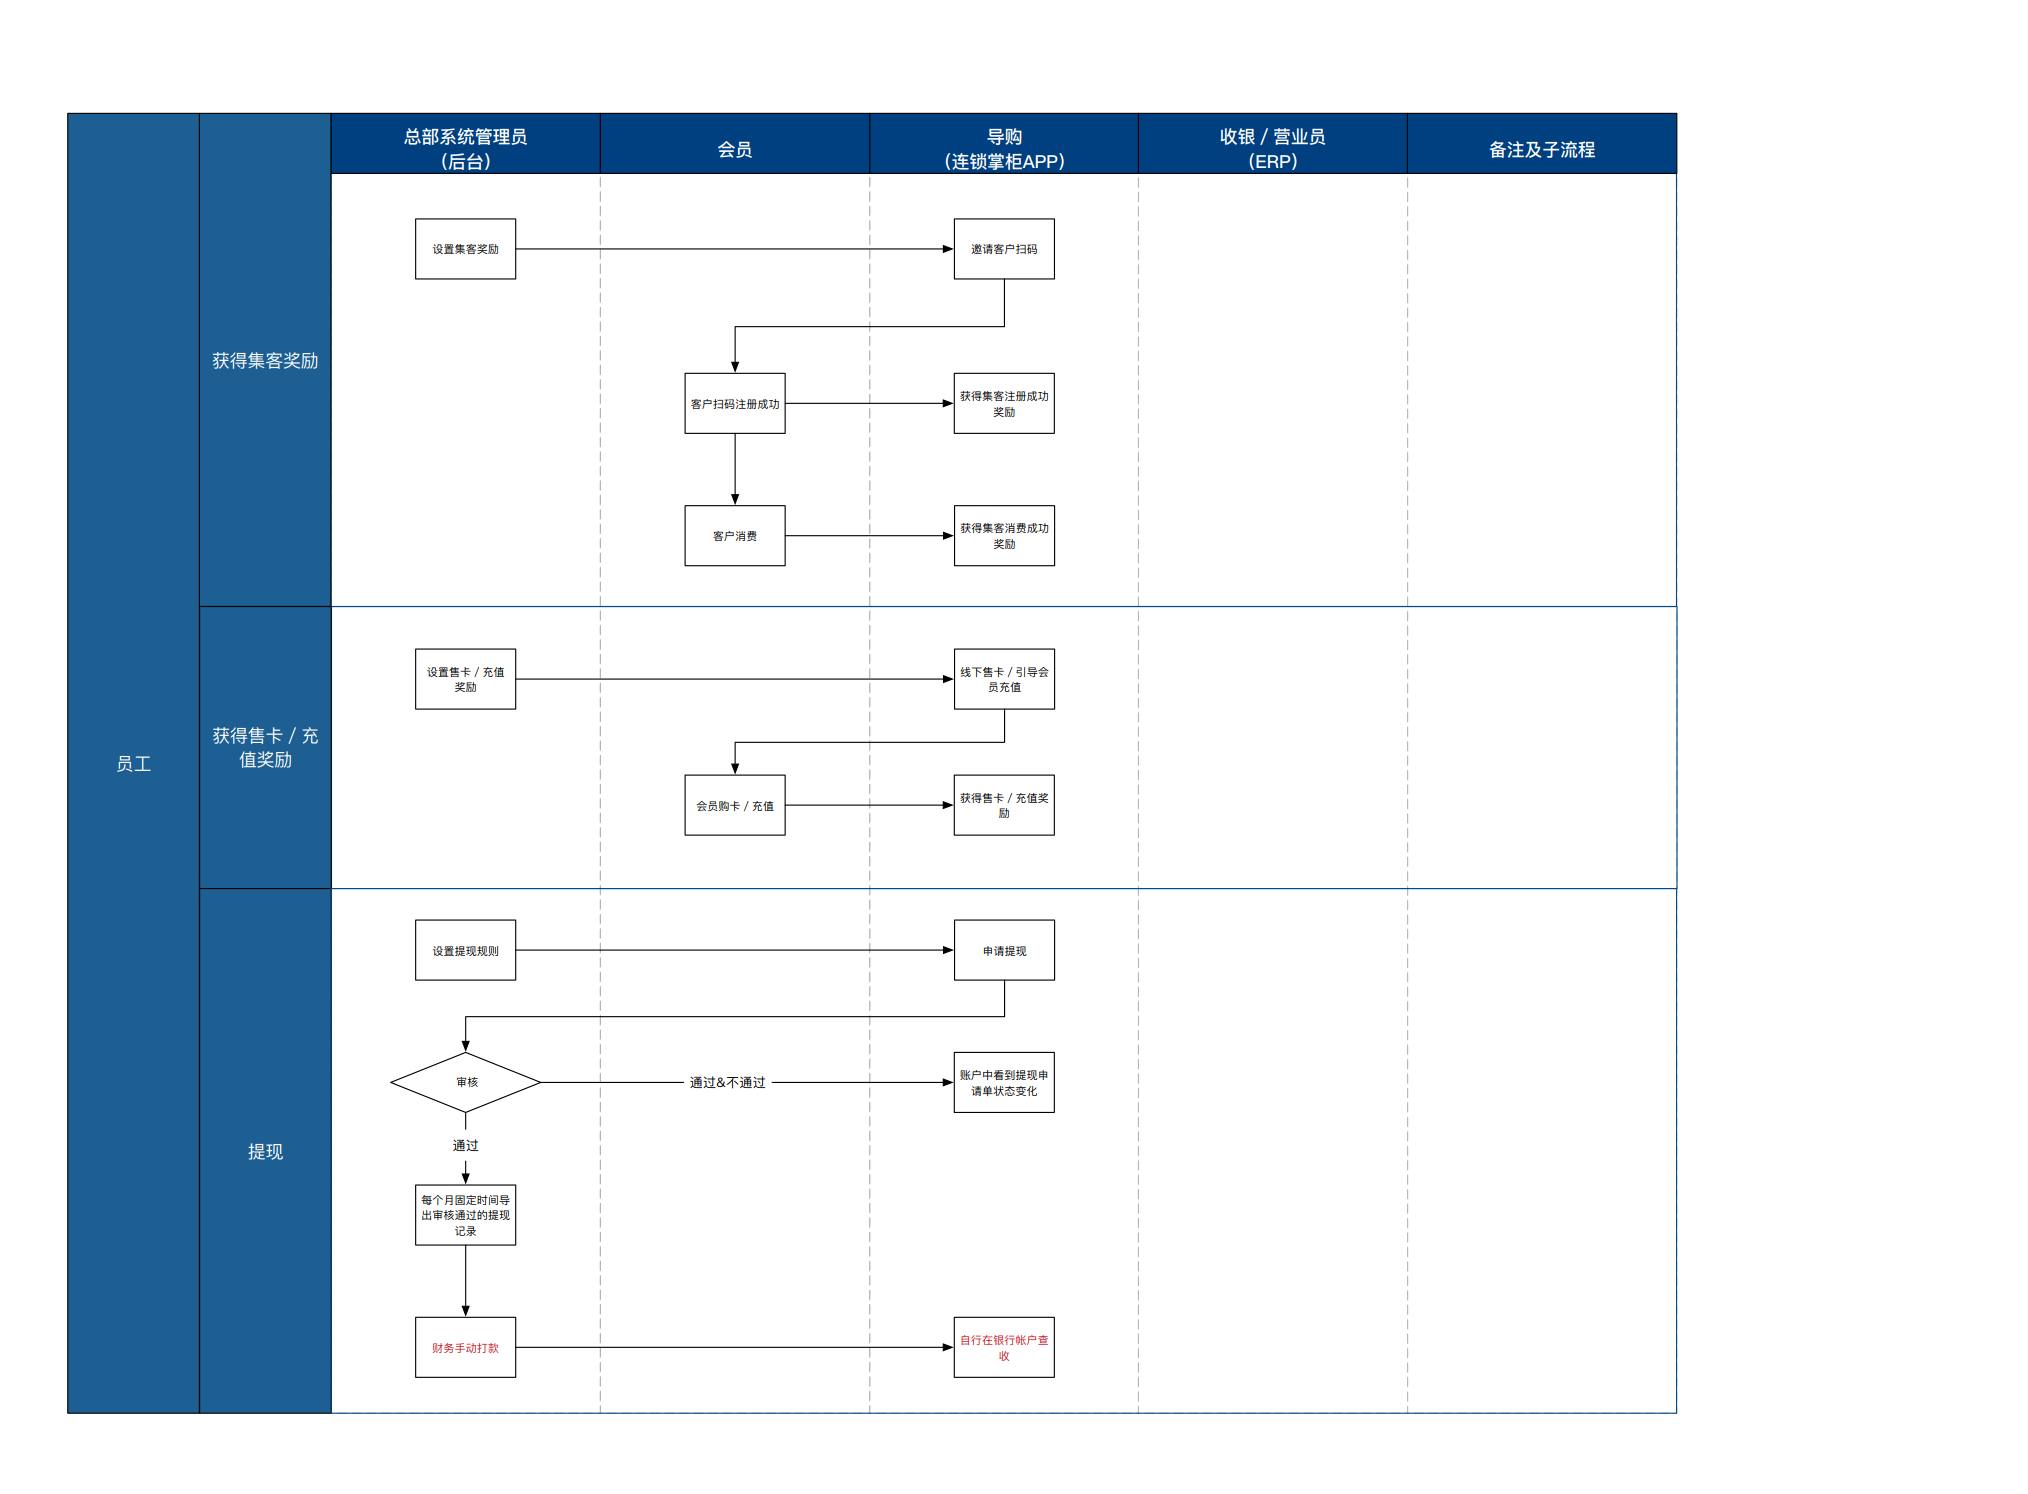 总部系统管理员
（后台）
会员
导购
（连锁掌柜APP）
收银 / 营业员
（ERP）
备注及子流程
员工
获得集客奖励
设置集客奖励
邀请客户扫码
客户扫码注册成功
获得集客注册成功
奖励
客户消费
获得集客消费成功
奖励
获得售卡 / 充
值奖励
设置售卡 / 充值
奖励
线下售卡 / 引导会
员充值
会员购卡 / 充值
获得售卡 / 充值奖
励
提现
设置提现规则
申请提现
审核
通过&不通过
账户中看到提现申
请单状态变化
通过
每个月固定时间导
出审核通过的提现
记录
财务手动打款
自行在银行帐户查
收